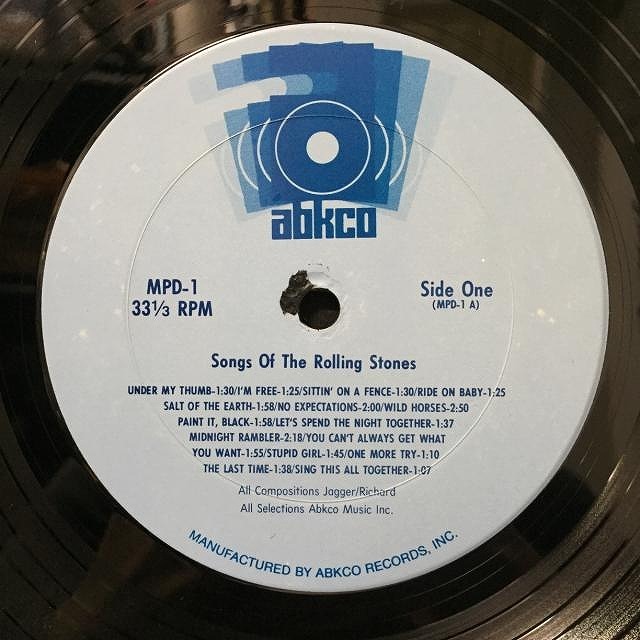 abkco
MPD-1
33⅓ RPM
Side One
(MPD-1 A)
Songs Of The Rolling Stones
UNDER MY THUMB-1:30/I'M FREE-1:25/SITTIN' ON A FENCE-1:30/RIDE ON BABY-1:25
SALT OF THE EARTH-1:58/NO EXPECTATIONS-2:00/WILD HORSES-2:50
PAINT IT, BLACK-1:58/LET'S SPEND THE NIGHT TOGETHER-1:37
MIDNIGHT RAMBLER-2:18/YOU CAN'T ALWAYS GET WHAT
YOU WANT-1:55/STUPID GIRL-1:45/ONE MORE TRY-1:10
THE LAST TIME-1:38/SING THIS ALL TOGETHER-1:07
All Compositions Jagger/Richard
All Selections Abkco Music Inc.
MANUFACTURED BY ABKCO RECORDS, INC.